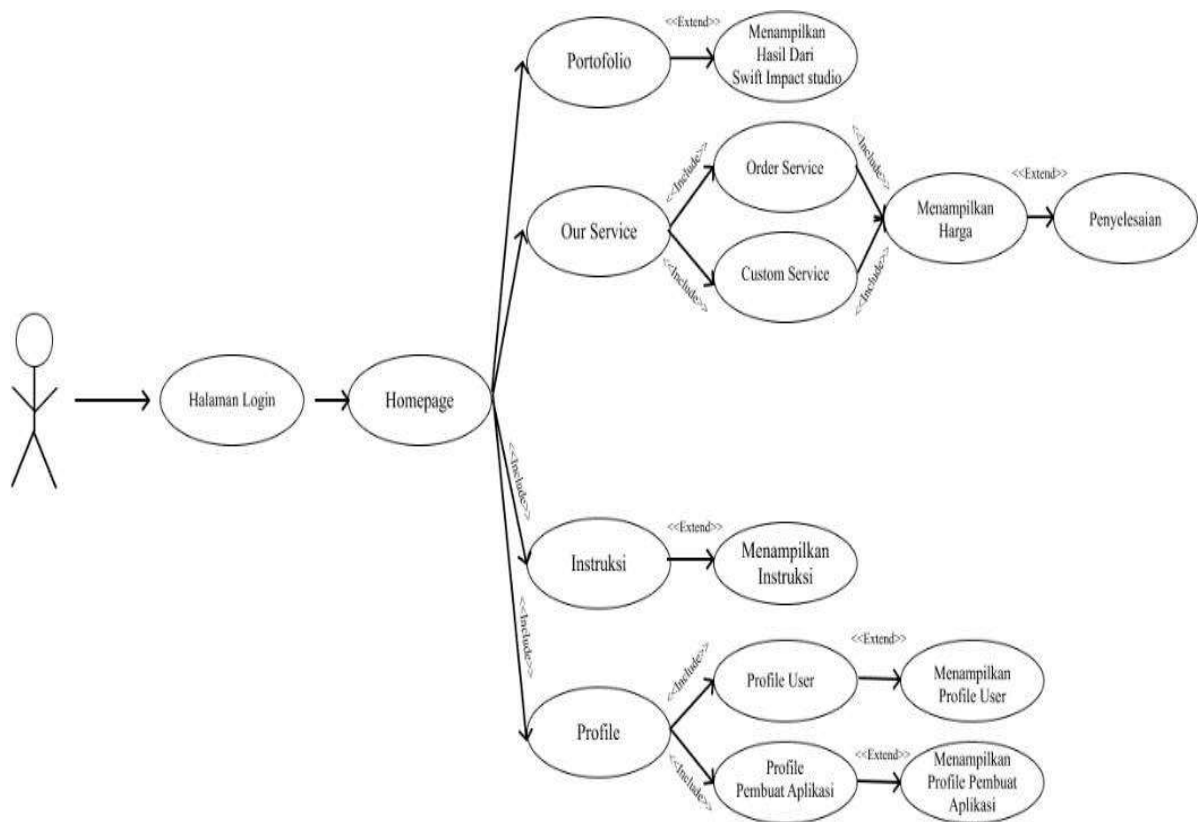 <<Extend>>
Portofolio
Menampilkan
Hasil Dari
Swift Impact studio
<<Include>>
Order Service
<<Include>>
<<Extend>>
Our Service
Menampilkan
Harga
Penyelesaian
<<Include>>
Custom Service
<<Include>>
Halaman Login
Homepage
<<Include>>
<<Extend>>
Instruksi
Menampilkan
Instruksi
<<Include>>
<<Include>>
Profile User
<<Extend>>
Menampilkan
Profile User
Profile
<<Include>>
Profile
Pembuat Aplikasi
<<Extend>>
Menampilkan
Profile Pembuat
Aplikasi